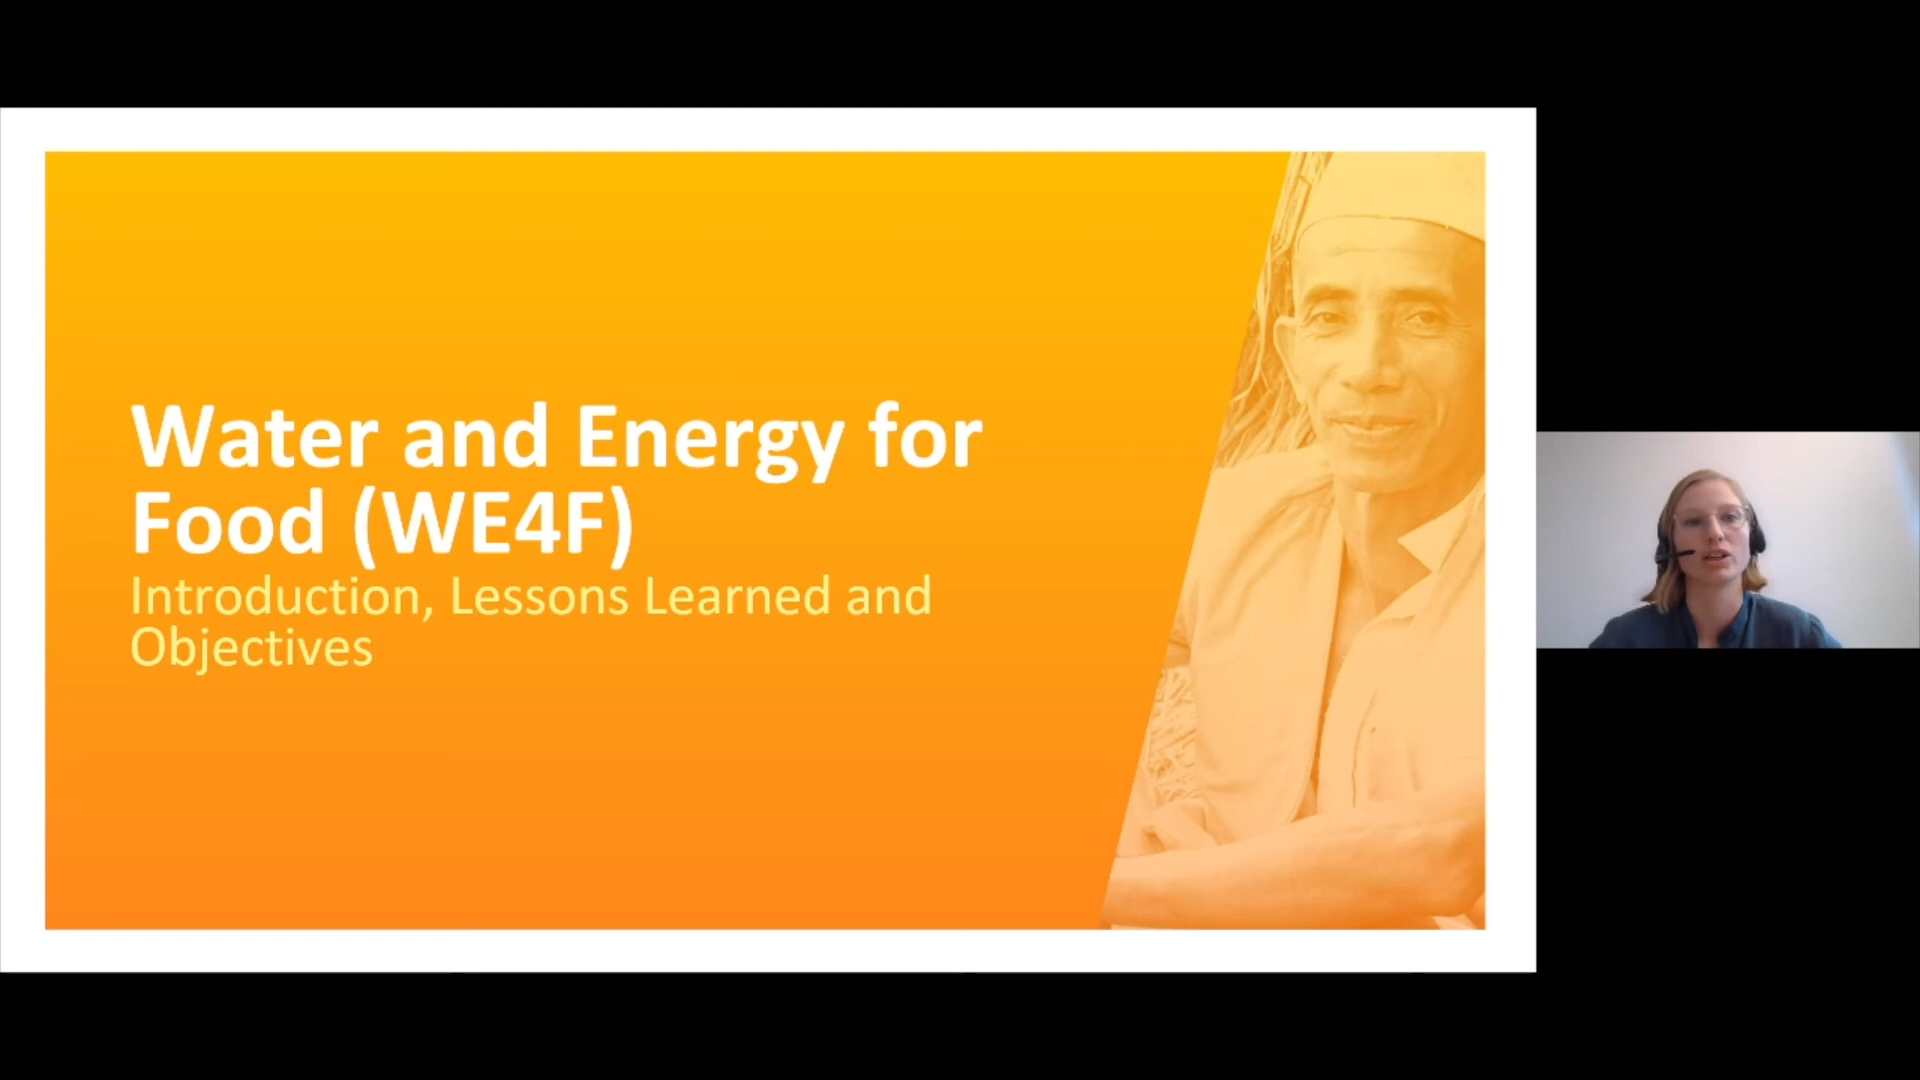 Water and Energy for
Food (WE4F)
Introduction, Lessons Learned and
Objectives